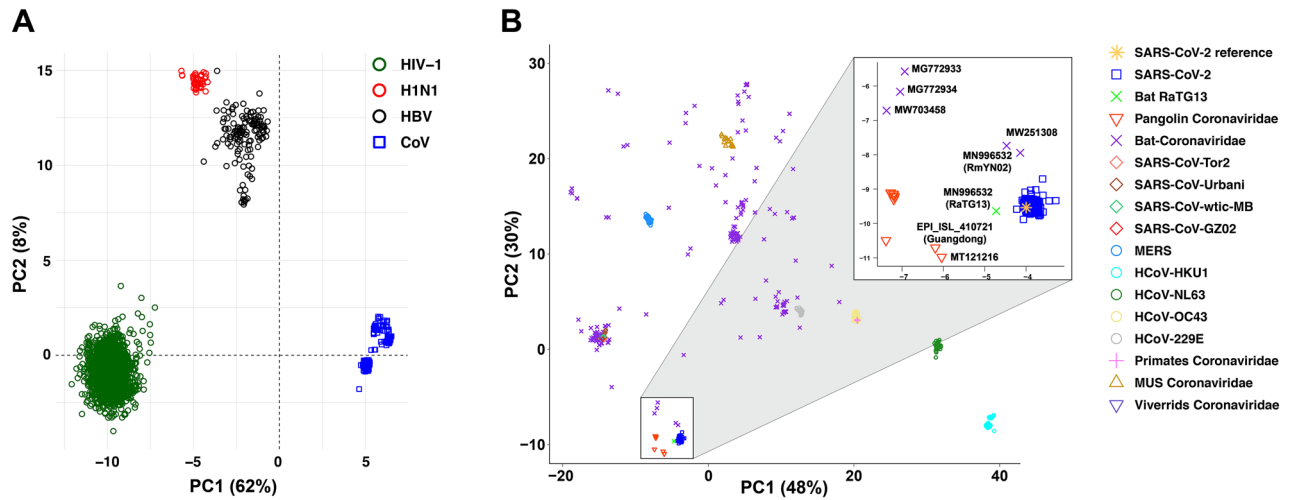 A
15
10
5
0
−10
−5
0
5
PC2 (8%)
PC1 (62%)
HIV−1
H1N1
HBV
CoV
B
30
20
10
0
−10
−20
0
20
40
PC2 (30%)
PC1 (48%)
−6
−7
−8
−9
−10
−11
−7
−6
−5
−4
−3
MG772933
MG772934
MW703458
MW251308
MN996532
(RmYN02)
MN996532
(RaTG13)
EPI_ISL_410721
(Guangdong)
MT121216
SARS-CoV-2 reference
SARS-CoV-2
Bat RaTG13
Pangolin Coronaviridae
Bat-Coronaviridae
SARS-CoV-Tor2
SARS-CoV-Urbani
SARS-CoV-wtic-MB
SARS-CoV-GZ02
MERS
HCoV-HKU1
HCoV-NL63
HCoV-OC43
HCoV-229E
Primates Coronaviridae
MUS Coronaviridae
Viverrids Coronaviridae